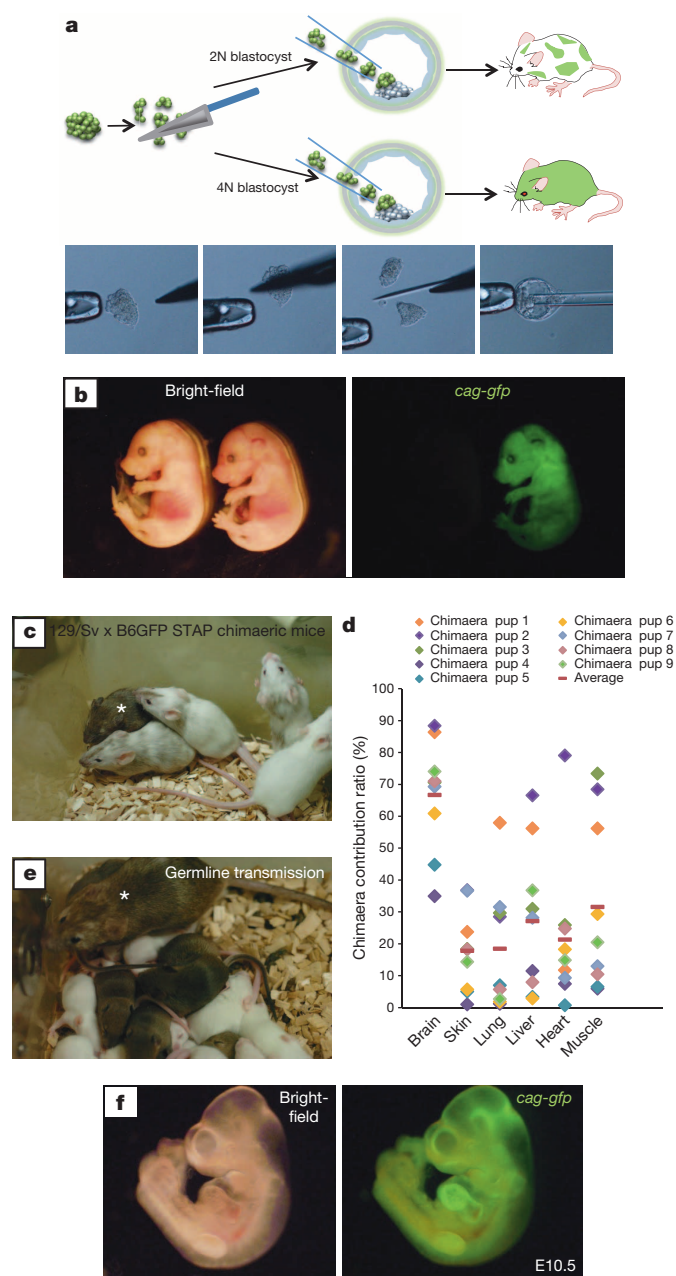 a
2N blastocyst
4N blastocyst
b
Bright-field
cag-gfp
c
129/Sv x B6GFP STAP chimaeric mice
*
d
Chimaera pup 1
Chimaera pup 2
Chimaera pup 3
Chimaera pup 4
Chimaera pup 5
Chimaera pup 6
Chimaera pup 7
Chimaera pup 8
Chimaera pup 9
Average
Chimaera contribution ratio (%)
100
90
80
70
60
50
40
30
20
10
0
Brain
Skin
Lung
Liver
Heart
Muscle
e
Germline transmission
*
f
Bright-
field
cag-gfp
E10.5